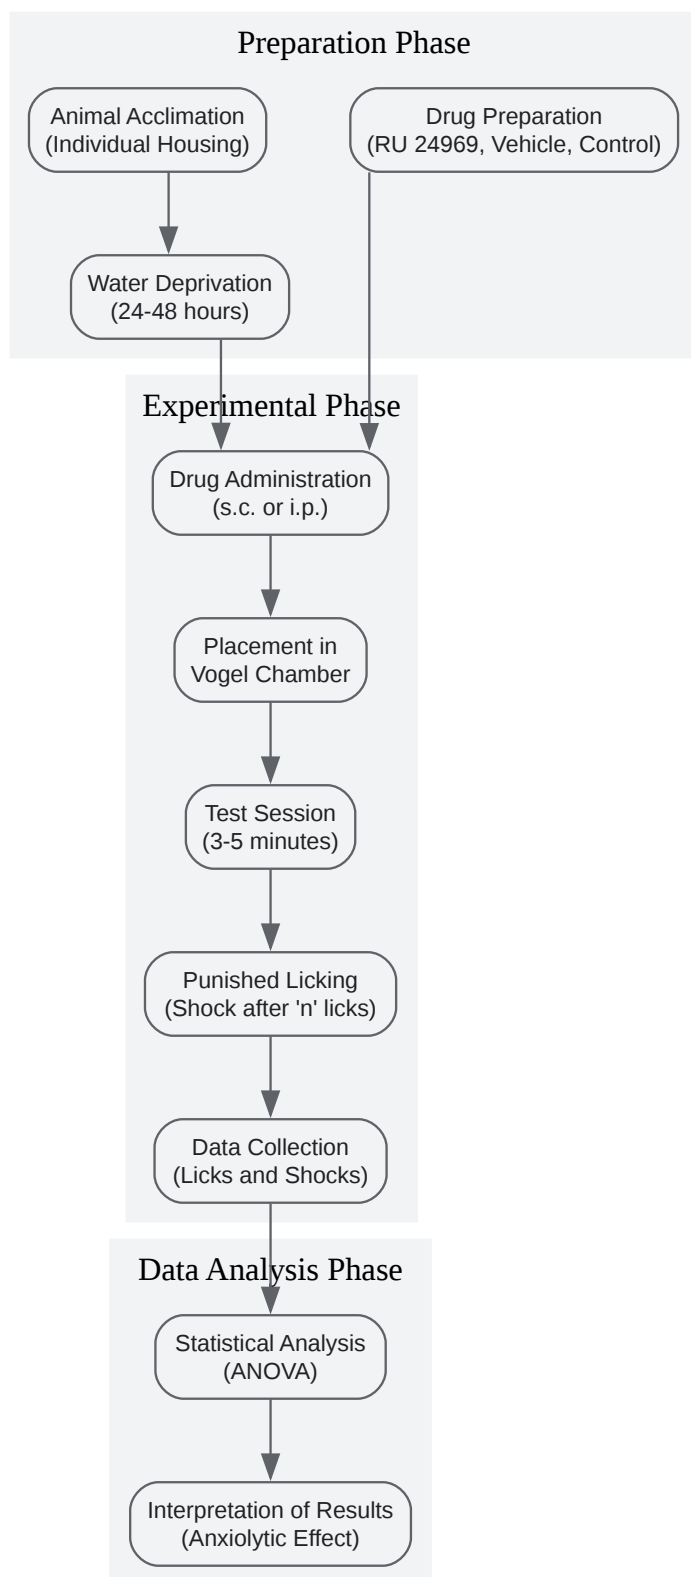 Preparation Phase
Animal Acclimation
(Individual Housing)
Drug Preparation
(RU 24969, Vehicle, Control)
Water Deprivation
(24-48 hours)
Experimental Phase
Drug Administration
(s.c. or i.p.)
Placement in
Vogel Chamber
Test Session
(3-5 minutes)
Punished Licking
(Shock after 'n' licks)
Data Collection
(Licks and Shocks)
Data Analysis Phase
Statistical Analysis
(ANOVA)
Interpretation of Results
(Anxiolytic Effect)